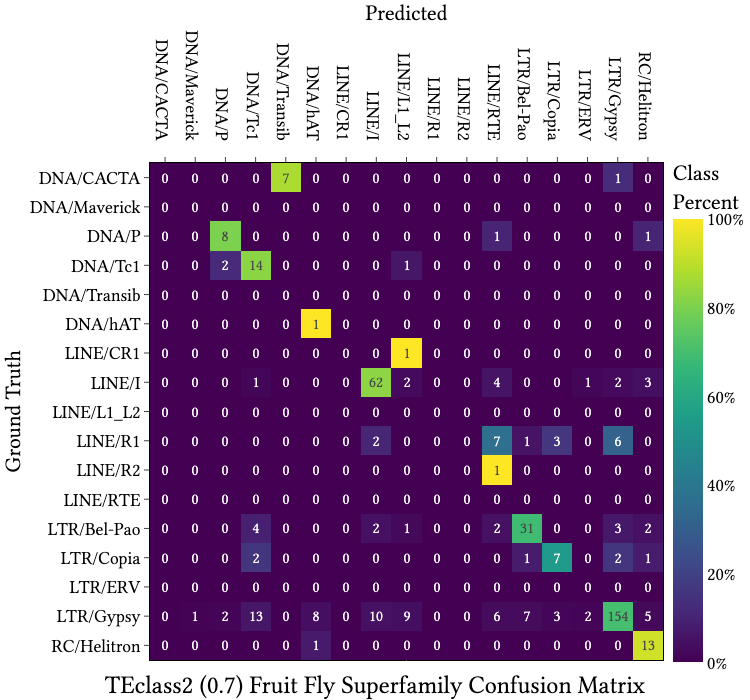 Predicted
DNA/CACTA DNA/Maverick DNA/P DNA/Tc1 DNA/Transib DNA/hAT LINE/CR1 LINE/I LINE/L1_L2 LINE/R1 LINE/R2 LINE/RTE LTR/Bel-Pao LTR/Copia LTR/ERV LTR/Gypsy RC/Helitron
Ground Truth
DNA/CACTA 0 0 0 0 7 0 0 0 0 0 0 0 0 0 0 1 0
DNA/Maverick 0 0 0 0 0 0 0 0 0 0 0 0 0 0 0 0 0
DNA/P 0 0 8 0 0 0 0 0 0 0 0 1 0 0 0 0 1
DNA/Tc1 0 0 2 14 0 0 0 0 1 0 0 0 0 0 0 0 0
DNA/Transib 0 0 0 0 0 0 0 0 0 0 0 0 0 0 0 0 0
DNA/hAT 0 0 0 0 0 1 0 0 0 0 0 0 0 0 0 0 0
LINE/CR1 0 0 0 0 0 0 0 0 1 0 0 0 0 0 0 0 0
LINE/I 0 0 0 1 0 0 0 62 2 0 0 4 0 0 1 2 3
LINE/L1_L2 0 0 0 0 0 0 0 0 0 0 0 0 0 0 0 0 0
LINE/R1 0 0 0 0 0 0 0 2 0 0 0 7 1 3 0 6 0
LINE/R2 0 0 0 0 0 0 0 0 0 0 0 1 0 0 0 0 0
LINE/RTE 0 0 0 0 0 0 0 0 0 0 0 0 0 0 0 0 0
LTR/Bel-Pao 0 0 0 4 0 0 0 2 1 0 0 2 31 0 0 3 2
LTR/Copia 0 0 0 2 0 0 0 0 0 0 0 0 1 7 0 2 1
LTR/ERV 0 0 0 0 0 0 0 0 0 0 0 0 0 0 0 0 0
LTR/Gypsy 0 1 2 13 0 8 0 10 9 0 0 6 7 3 2 154 5
RC/Helitron 0 0 0 0 0 1 0 0 0 0 0 0 0 0 0 0 13
Class
Percent
100%
80%
60%
40%
20%
0%
TEclass2 (0.7) Fruit Fly Superfamily Confusion Matrix